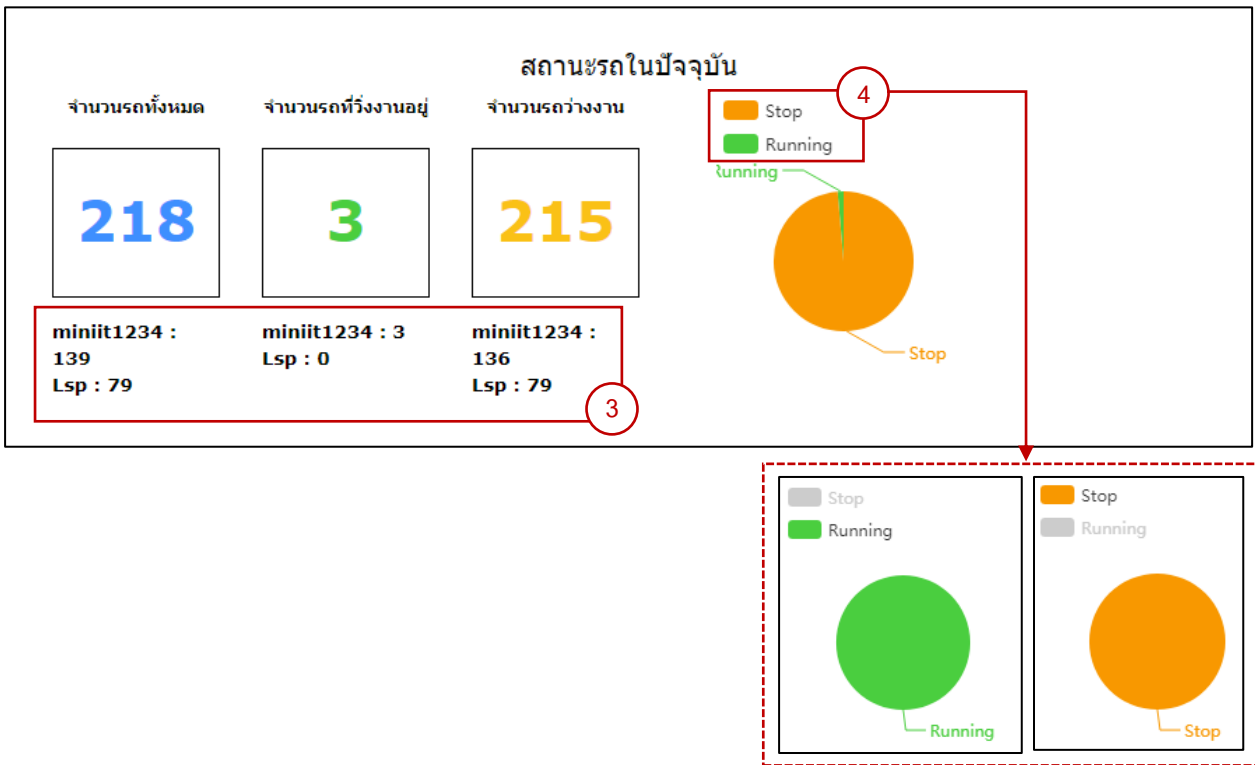 สถานะรถในปัจจุบัน
จำนวนรถทั้งหมด
จำนวนรถที่วิ่งงานอยู่
จำนวนรถว่างงาน
218
3
215
miniit1234 :
139
Lsp : 79
miniit1234 : 3
Lsp : 0
miniit1234 :
136
Lsp : 79
3
4
Stop
Running
Running
Stop
Stop
Running
Running
Stop
Running
Stop